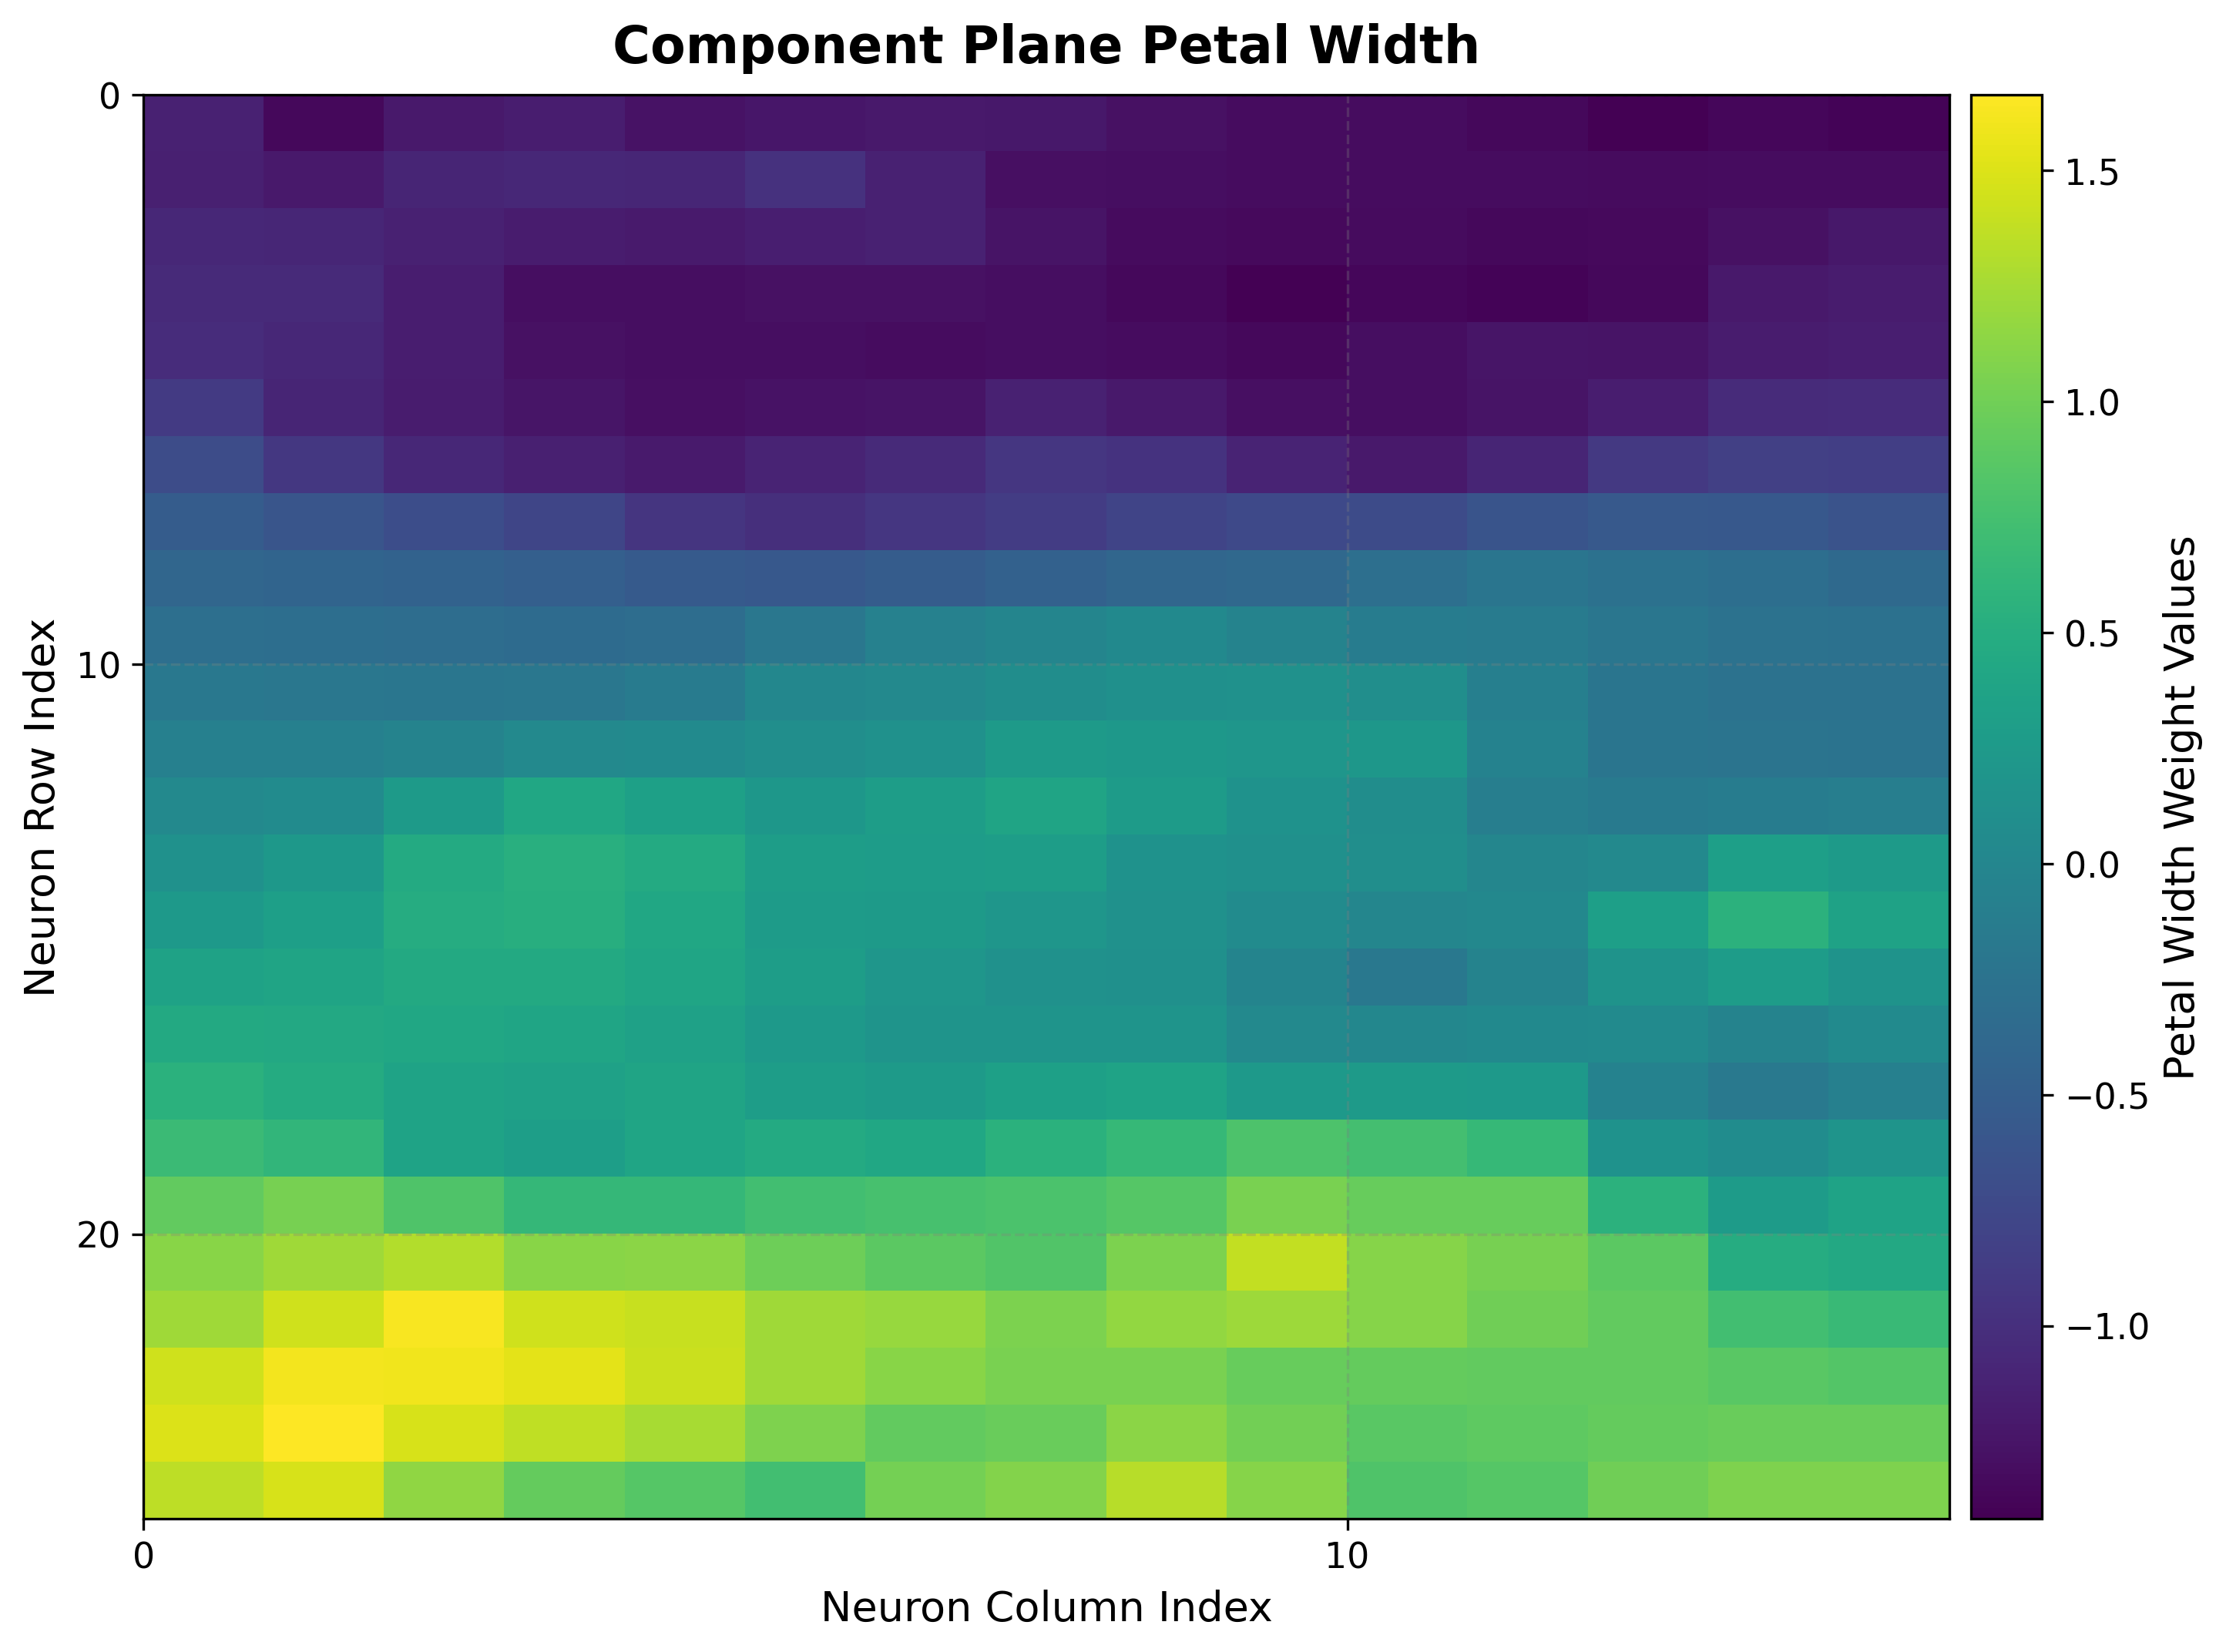 Component Plane Petal Width
0
10
20
Neuron Row Index
0
10
Neuron Column Index
1.5
1.0
0.5
0.0
−0.5
−1.0
Petal Width Weight Values